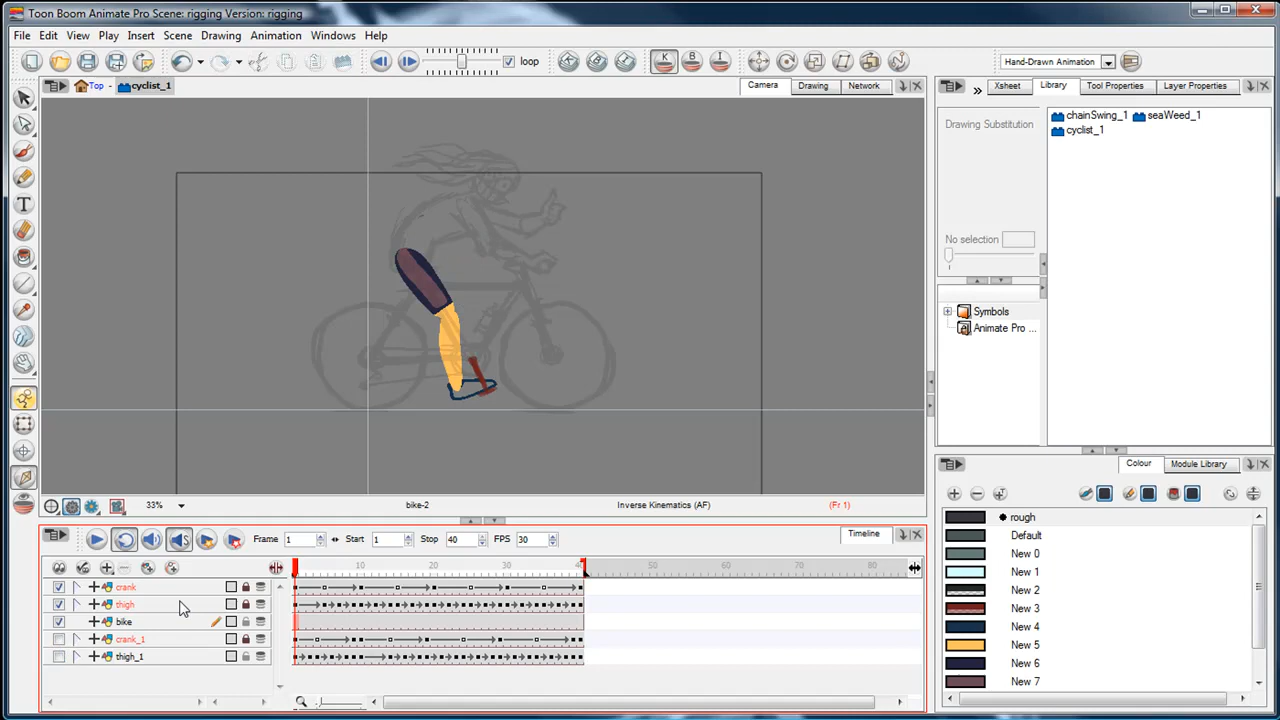 Toon Boom Animate Pro Scene: rigging Version: rigging
File Edit View Play Insert Scene Drawing Animation Windows Help
loop K B I Hand-Drawn Animation
Top - cyclist_1 Camera Drawing Network » Xsheet Library Tool Properties Layer Properties
Drawing Substitution chainSwing_1 seaWeed_1
cyclist_1
T
No selection
Symbols
Animate Pro ...
Colour Module Library
33% bike-2 Inverse Kinematics (AF) (Fr 1)
Frame 1 Start 1 Stop 40 FPS 30 Timeline
10 20 30 40 50 60 70 80
crank
thigh
bike
crank_1
thigh_1
rough
Default
New 0
New 1
New 2
New 3
New 4
New 5
New 6
New 7